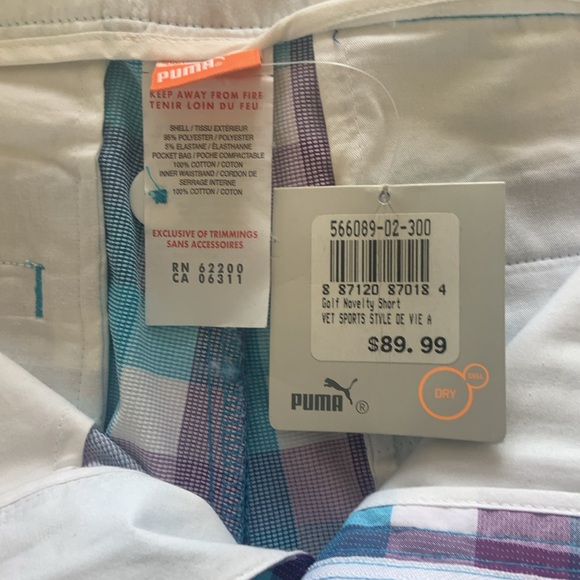 PUMA®
KEEP AWAY FROM FIRE
TENIR LOIN DU FEU
SHELL / TISSU EXTÉRIEUR
95% POLYESTER / POLYESTER
5% ELASTANE / ÉLASTHANNE
POCKET BAG / POCHE COMPACTABLE
100% COTTON / COTON
INNER WAISTBAND / CORDON DE
SERRAGE INTERNE
100% COTTON / COTON
EXCLUSIVE OF TRIMMINGS
SANS ACCESSOIRES
RN 62200
CA 06311
566089-02-300
8 87120 87018 4
Golf Novelty Short
VET SPORTS STYLE DE VIE A
$89.99
PUMA®
DRY
CELL